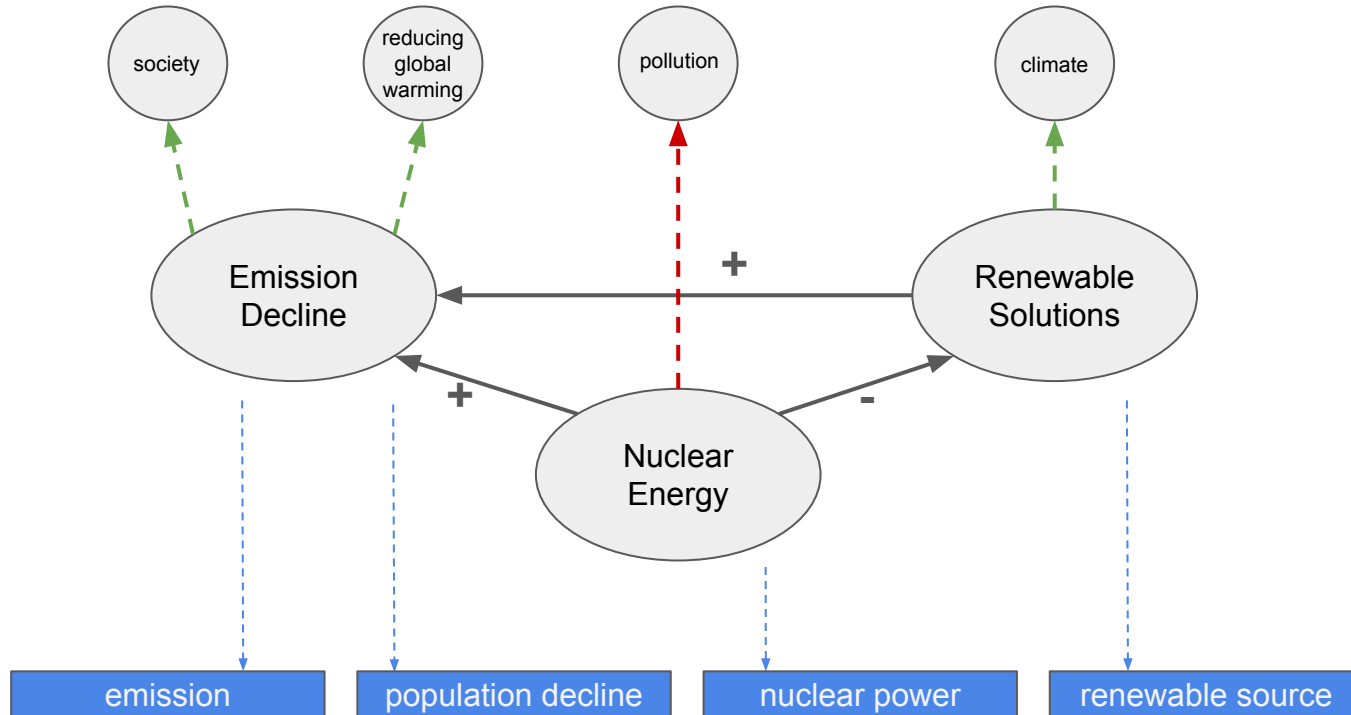 society
reducing
global
warming
pollution
climate
+
Emission
Decline
Renewable
Solutions
+
-
Nuclear
Energy
emission
population decline
nuclear power
renewable source